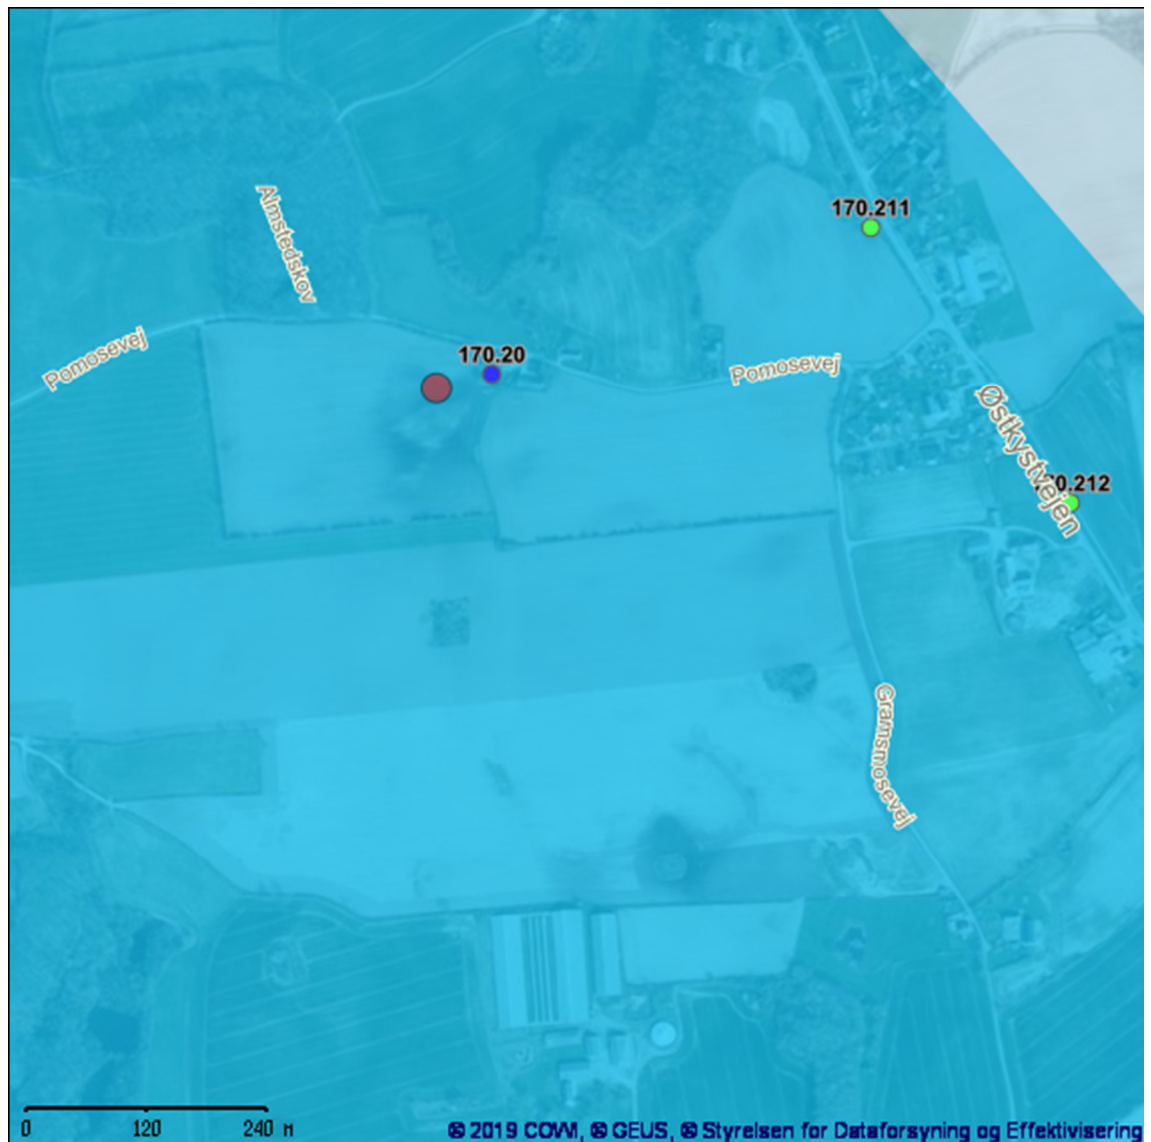 170.211
Almstedskov
Pomosevej
170.20
Pomosevej
Østkystvejen
70.212
Gramsmosevej
0 120 240 M
© 2019 COWI, © GEUS, © Styrelsen for Dataforsyning og Effektivisering